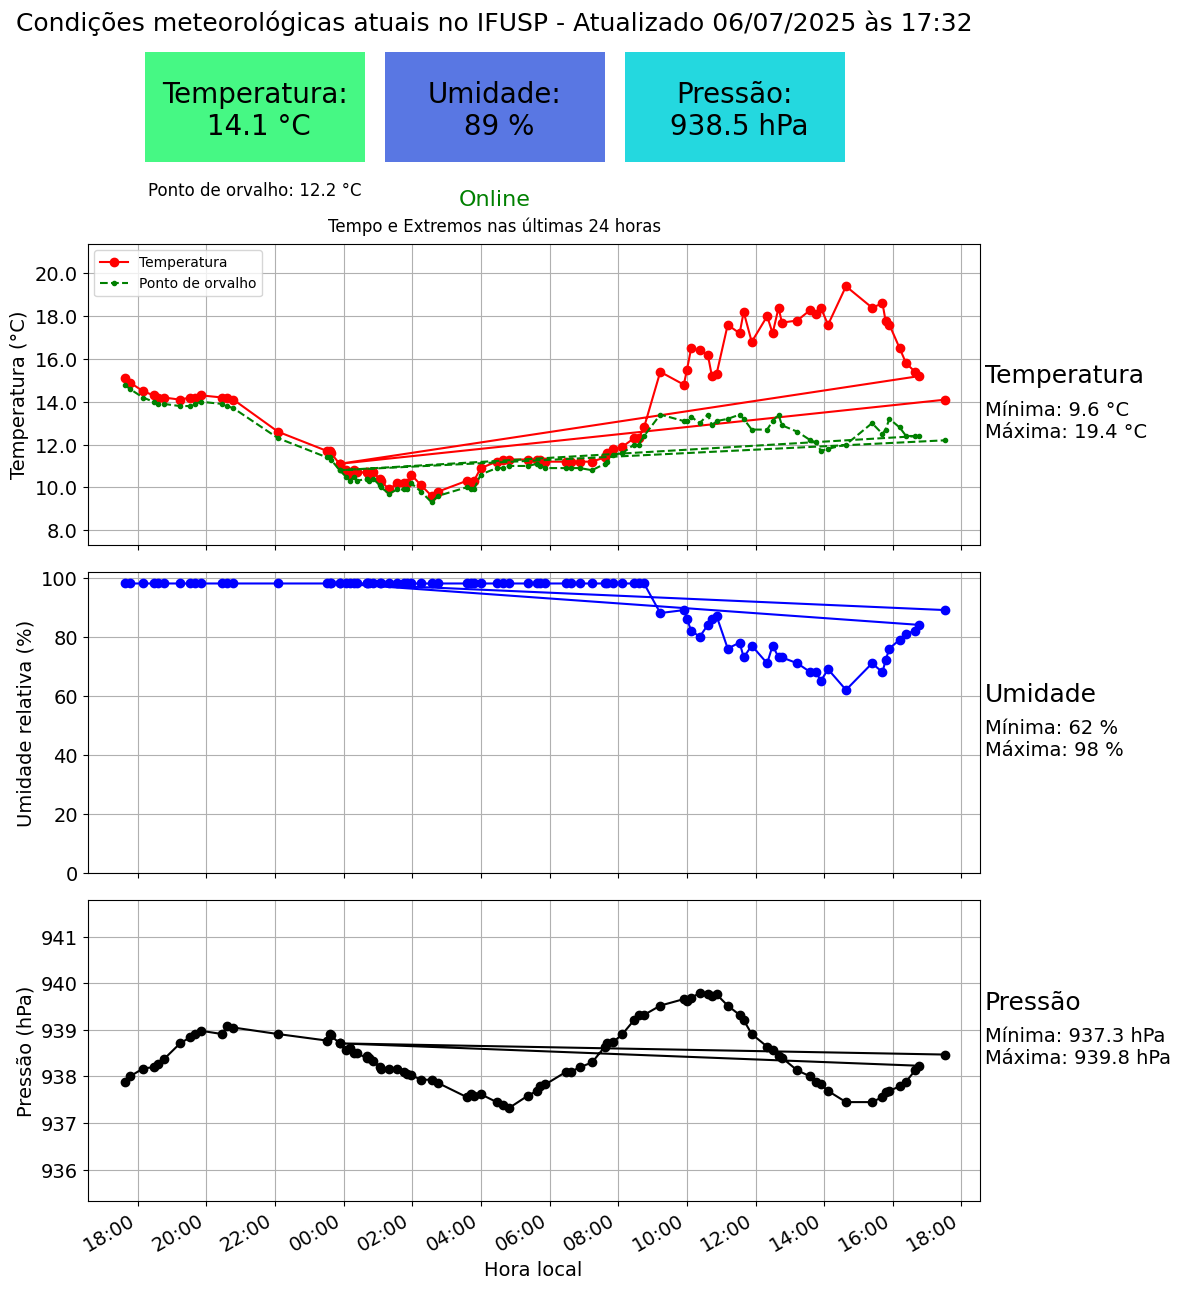 Condições meteorológicas atuais no IFUSP - Atualizado 06/07/2025 às 17:32
Temperatura:
14.1 °C
Umidade:
89 %
Pressão:
938.5 hPa
Ponto de orvalho: 12.2 °C
Online
Tempo e Extremos nas últimas 24 horas
Temperatura
Ponto de orvalho
Temperatura (°C)
20.0
18.0
16.0
14.0
12.0
10.0
8.0
Temperatura
Mínima: 9.6 °C
Máxima: 19.4 °C
Umidade relativa (%)
100
80
60
40
20
0
Umidade
Mínima: 62 %
Máxima: 98 %
Pressão (hPa)
941
940
939
938
937
936
Pressão
Mínima: 937.3 hPa
Máxima: 939.8 hPa
18:00
20:00
22:00
00:00
02:00
04:00
06:00
08:00
10:00
12:00
14:00
16:00
18:00
Hora local